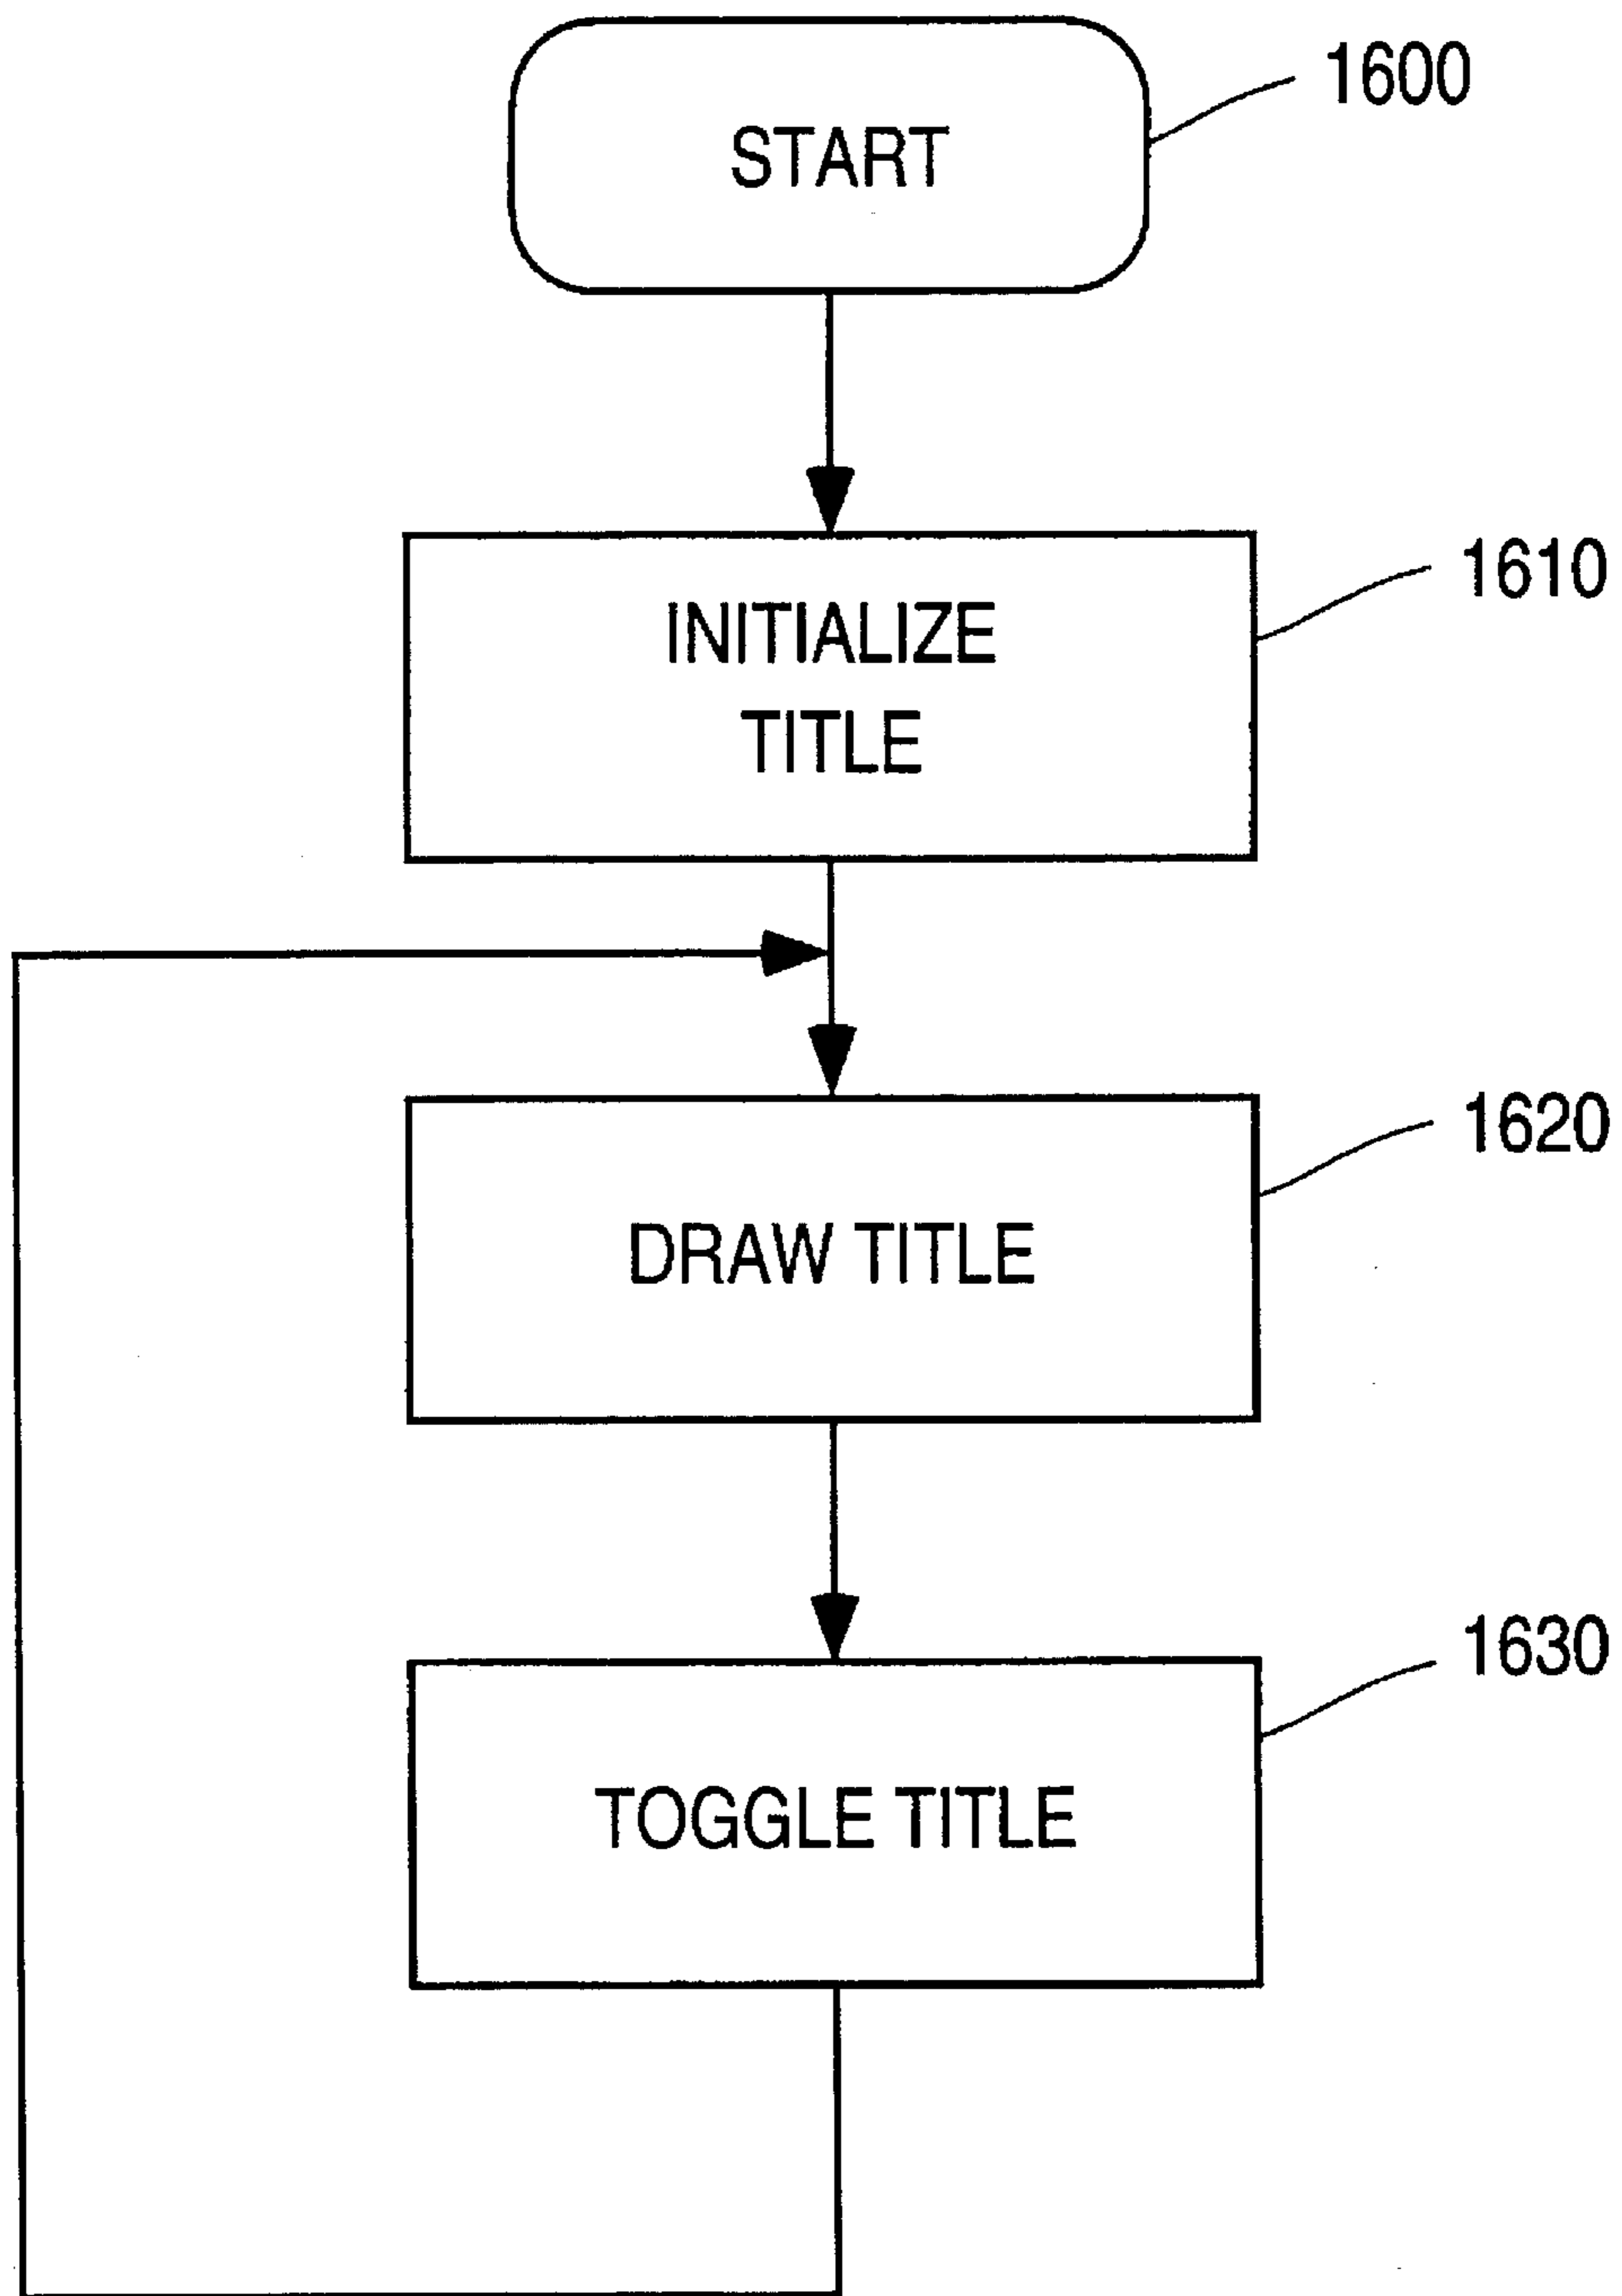 START
1600
INITIALIZE
TITLE
1610
DRAW TITLE
1620
TOGGLE TITLE
1630